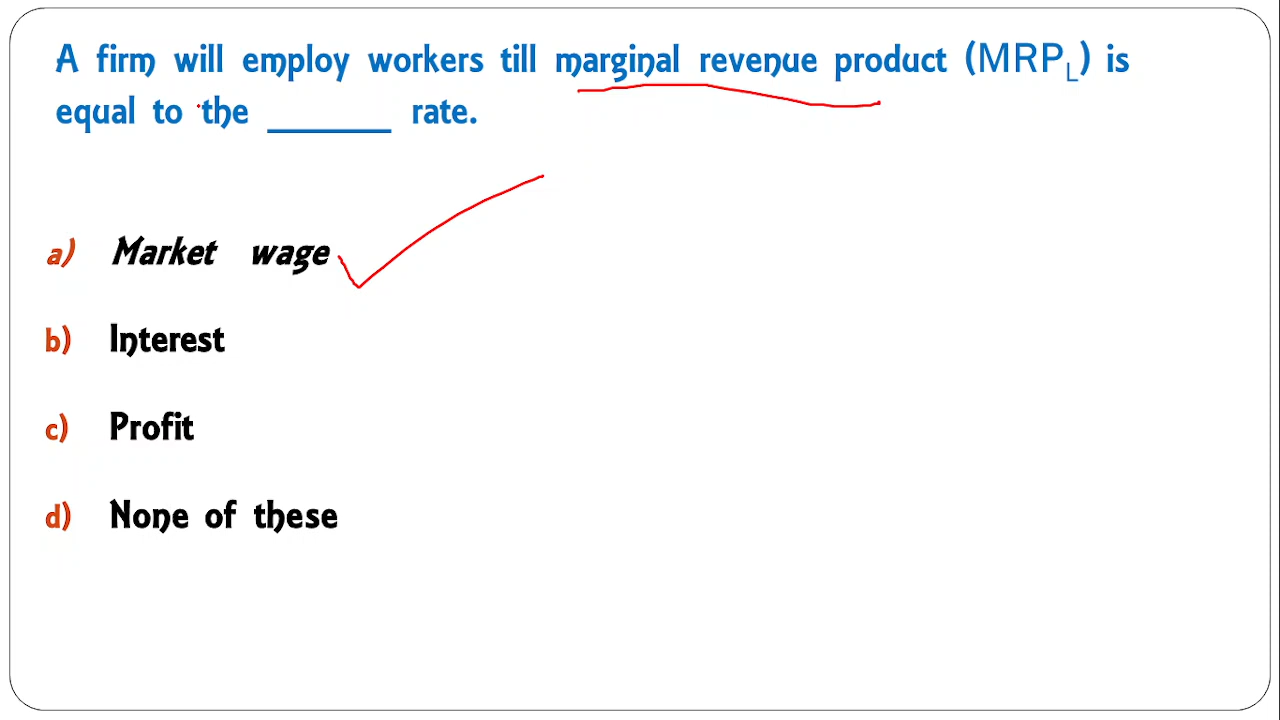 A firm will employ workers till marginal revenue product (MRPL) is
equal to the _______ rate.
a) Market wage
b) Interest
c) Profit
d) None of these